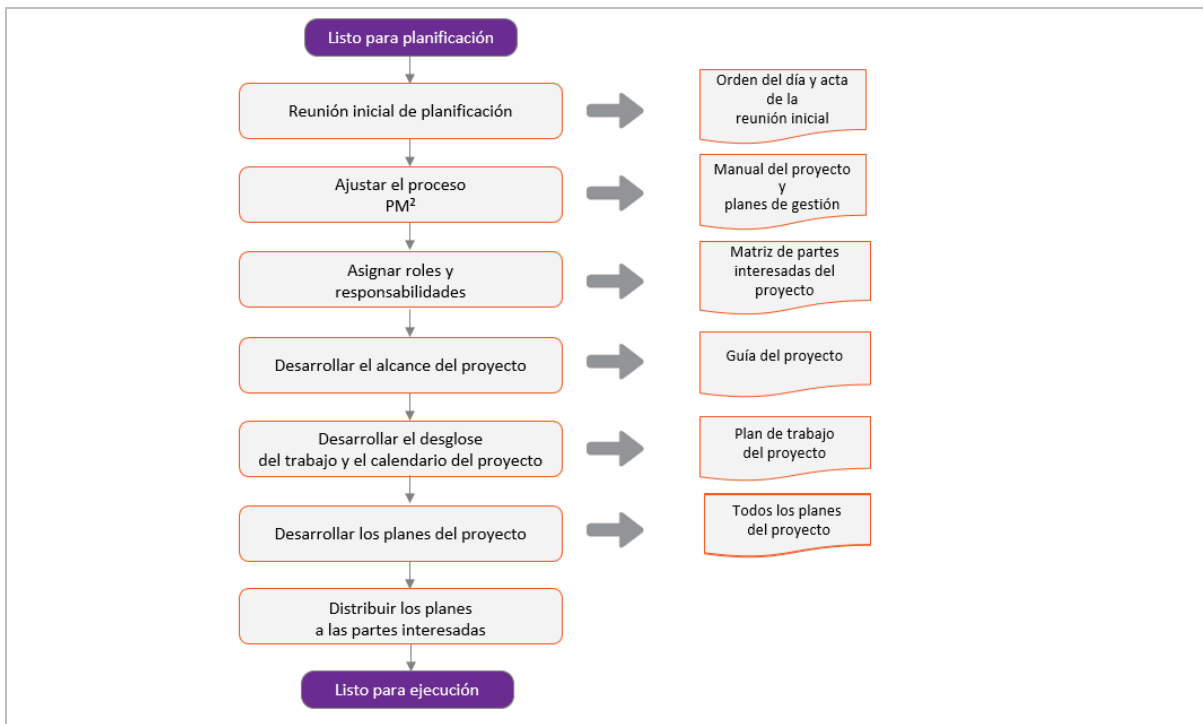 Listo para planificación
Reunión inicial de planificación
Orden del día y acta
de la
reunión inicial
Ajustar el proceso
PM²
Manual del proyecto
y
planes de gestión
Asignar roles y
responsabilidades
Matriz de partes
interesadas del
proyecto
Desarrollar el alcance del proyecto
Guía del proyecto
Desarrollar el desglose
del trabajo y el calendario del proyecto
Plan de trabajo
del proyecto
Desarrollar los planes del proyecto
Todos los planes
del proyecto
Distribuir los planes
a las partes interesadas
Listo para ejecución